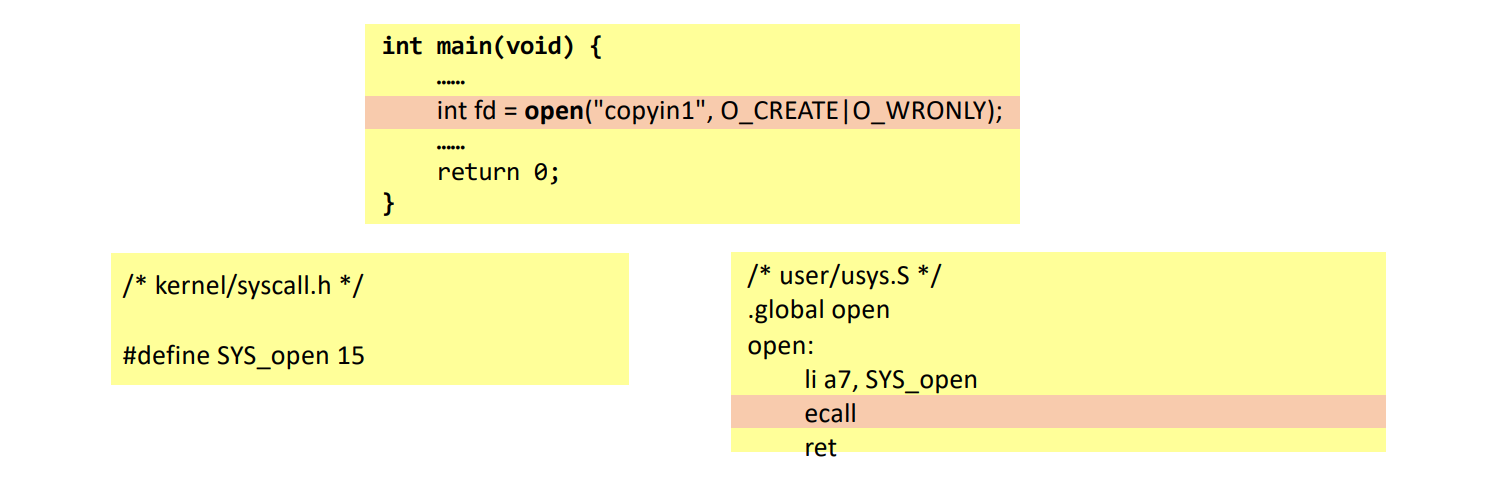 int main(void) {
……
int fd = open("copyin1", O_CREATE|O_WRONLY);
……
return 0;
}
/* kernel/syscall.h */
#define SYS_open 15
/* user/usys.S */
.global open
open:
li a7, SYS_open
ecall
ret